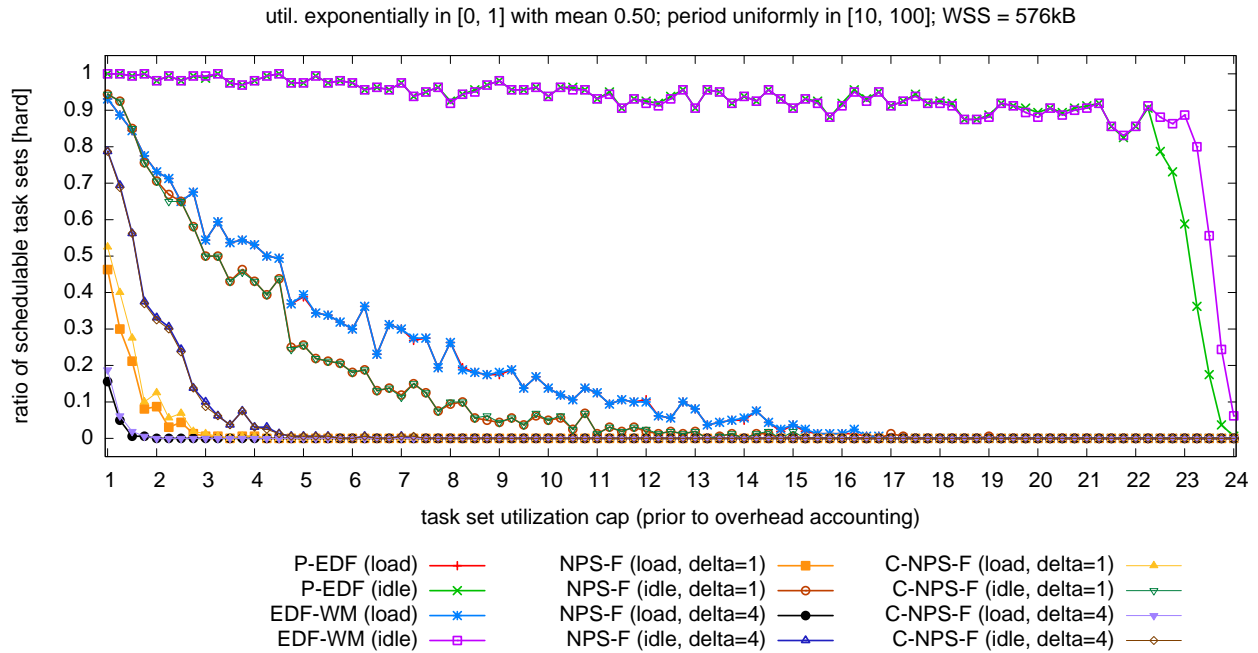 util. exponentially in [0, 1] with mean 0.50; period uniformly in [10, 100]; WSS = 576kB
ratio of schedulable task sets [hard]
1
0.9
0.8
0.7
0.6
0.5
0.4
0.3
0.2
0.1
0
1 2 3 4 5 6 7 8 9 10 11 12 13 14 15 16 17 18 19 20 21 22 23 24
task set utilization cap (prior to overhead accounting)
P-EDF (load)
P-EDF (idle)
EDF-WM (load)
EDF-WM (idle)
NPS-F (load, delta=1)
NPS-F (idle, delta=1)
NPS-F (load, delta=4)
NPS-F (idle, delta=4)
C-NPS-F (load, delta=1)
C-NPS-F (idle, delta=1)
C-NPS-F (load, delta=4)
C-NPS-F (idle, delta=4)